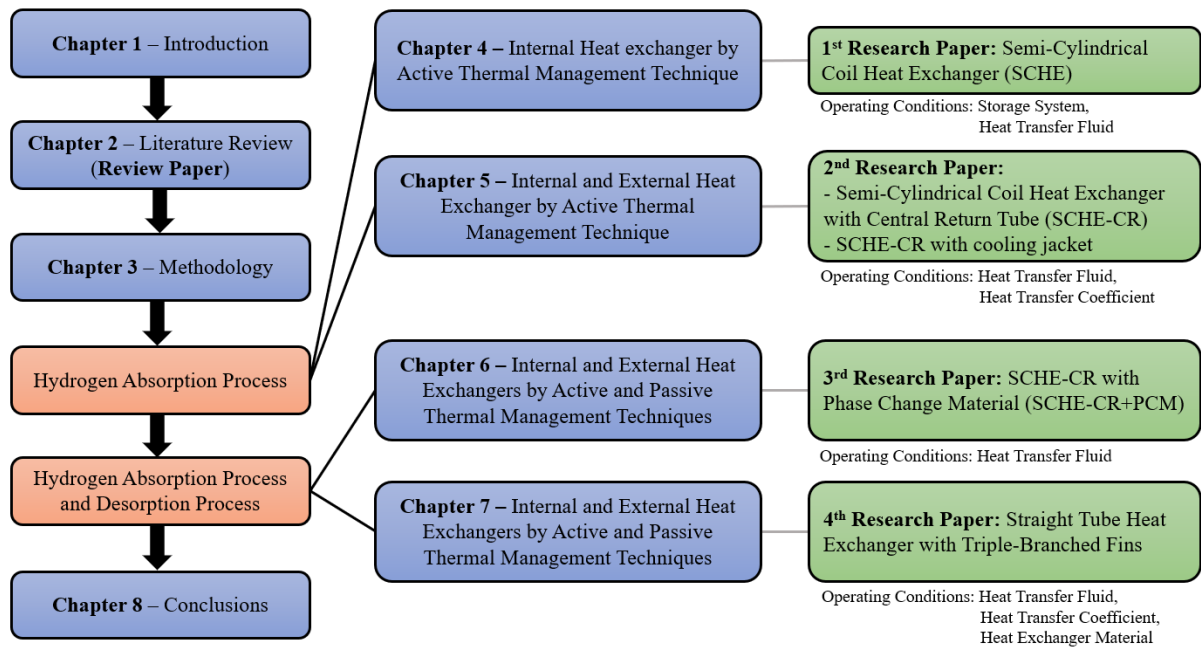 Chapter 1 – Introduction
Chapter 2 – Literature Review
(Review Paper)
Chapter 3 – Methodology
Hydrogen Absorption Process
Hydrogen Absorption Process
and Desorption Process
Chapter 8 – Conclusions
Chapter 4 – Internal Heat exchanger by
Active Thermal Management Technique
Chapter 5 – Internal and External Heat
Exchanger by Active Thermal
Management Technique
Chapter 6 – Internal and External Heat
Exchangers by Active and Passive
Thermal Management Techniques
Chapter 7 – Internal and External Heat
Exchangers by Active and Passive
Thermal Management Techniques
1st Research Paper: Semi-Cylindrical
Coil Heat Exchanger (SCHE)
Operating Conditions: Storage System,
Heat Transfer Fluid
2nd Research Paper:
- Semi-Cylindrical Coil Heat Exchanger
with Central Return Tube (SCHE-CR)
- SCHE-CR with cooling jacket
Operating Conditions: Heat Transfer Fluid,
Heat Transfer Coefficient
3rd Research Paper: SCHE-CR with
Phase Change Material (SCHE-CR+PCM)
Operating Conditions: Heat Transfer Fluid
4th Research Paper: Straight Tube Heat
Exchanger with Triple-Branched Fins
Operating Conditions: Heat Transfer Fluid,
Heat Transfer Coefficient,
Heat Exchanger Material